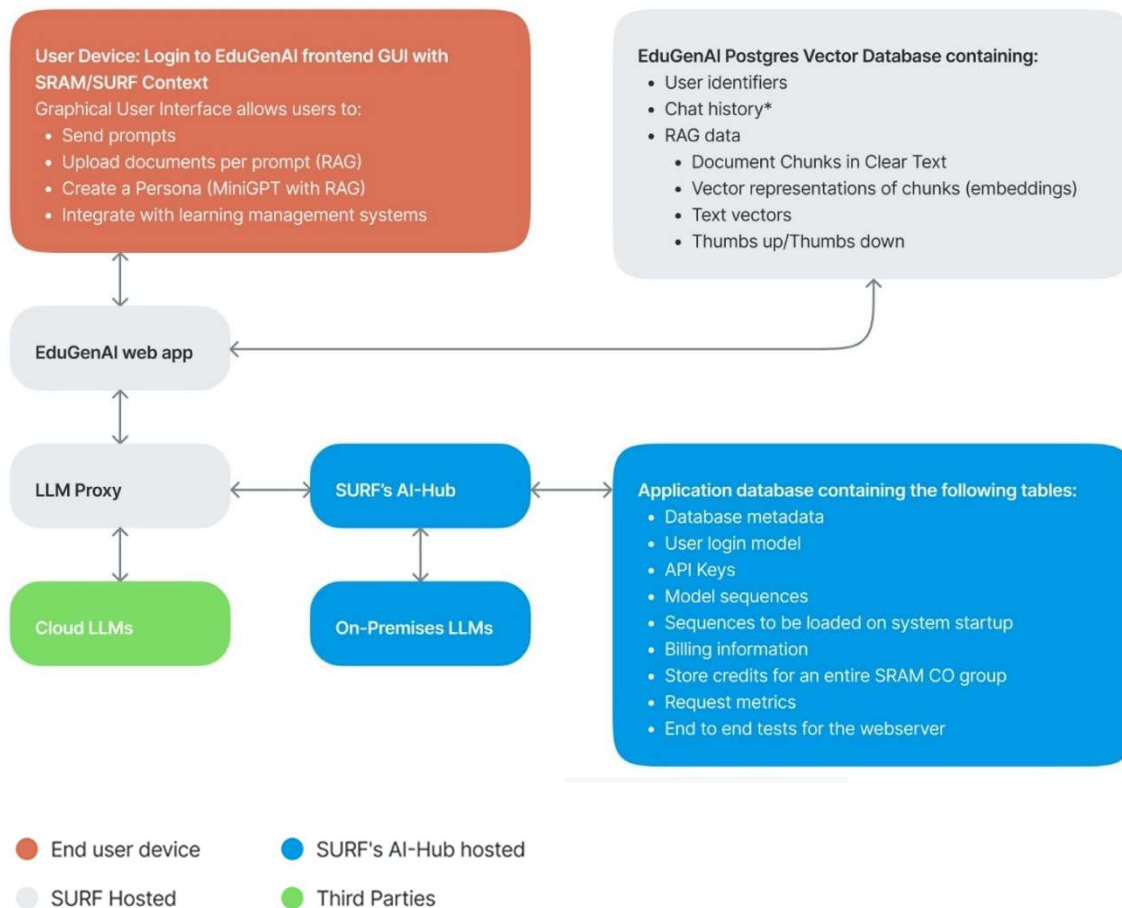 User Device: Login to EduGenAI frontend GUI with
SRAM/SURF Context
Graphical User Interface allows users to:
• Send prompts
• Upload documents per prompt (RAG)
• Create a Persona (MiniGPT with RAG)
• Integrate with learning management systems
EduGenAI Postgres Vector Database containing:
• User identifiers
• Chat history*
• RAG data
• Document Chunks in Clear Text
• Vector representations of chunks (embeddings)
• Text vectors
• Thumbs up/Thumbs down
EduGenAI web app
LLM Proxy
SURF's AI-Hub
Application database containing the following tables:
• Database metadata
• User login model
• API Keys
• Model sequences
• Sequences to be loaded on system startup
• Billing information
• Store credits for an entire SRAM CO group
• Request metrics
• End to end tests for the webserver
Cloud LLMs
On-Premises LLMs
End user device
SURF's AI-Hub hosted
SURF Hosted
Third Parties